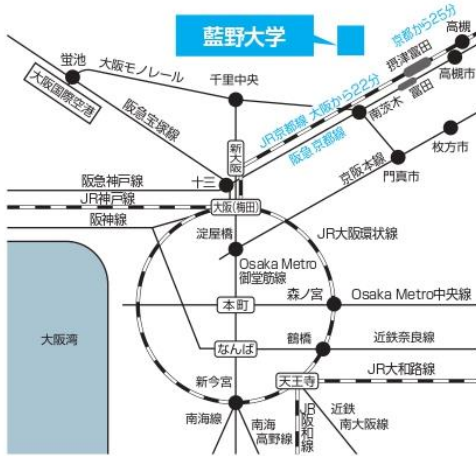 藍野大学
京都から25分
高槻
摂津富田
高槻市
蛍池
大阪モノレール
千里中央
富田
大阪国際空港
南茨木
JR京都線 大阪から22分
阪急宝塚線
新大阪
阪急京都線
枚方市
京阪本線
門真市
阪急神戸線
十三
JR神戸線
大阪(梅田)
阪神線
淀屋橋
JR大阪環状線
Osaka Metro
御堂筋線
森ノ宮
Osaka Metro中央線
本町
大阪湾
鶴橋
近鉄奈良線
なんば
JR大和路線
新今宮
天王寺
南海線
南海
高野線
JR阪和線
近鉄
南大阪線